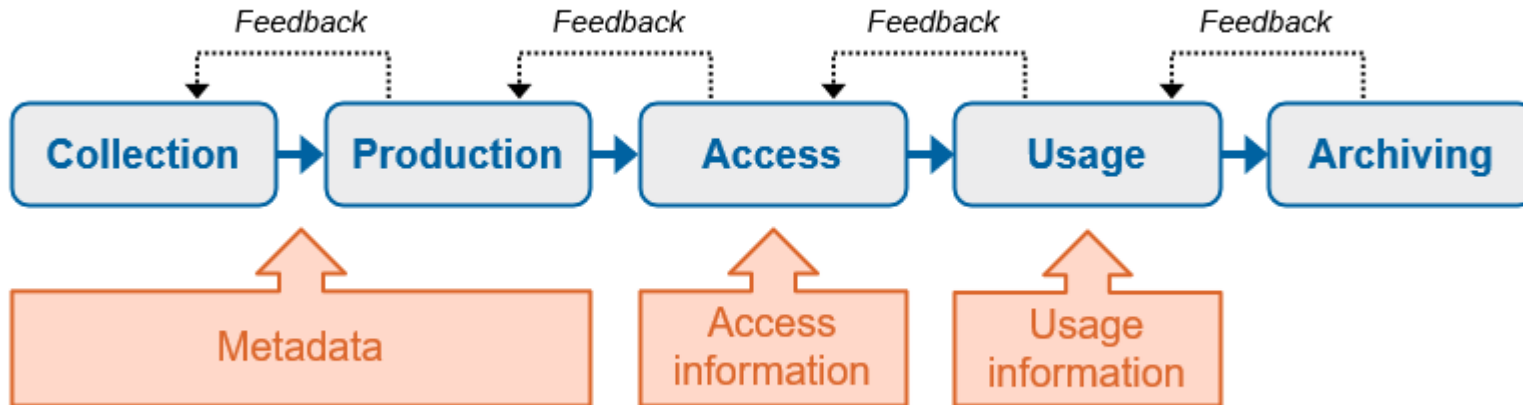 Feedback
Feedback
Feedback
Feedback
Collection
Production
Access
Usage
Archiving
Metadata
Access
information
Usage
information